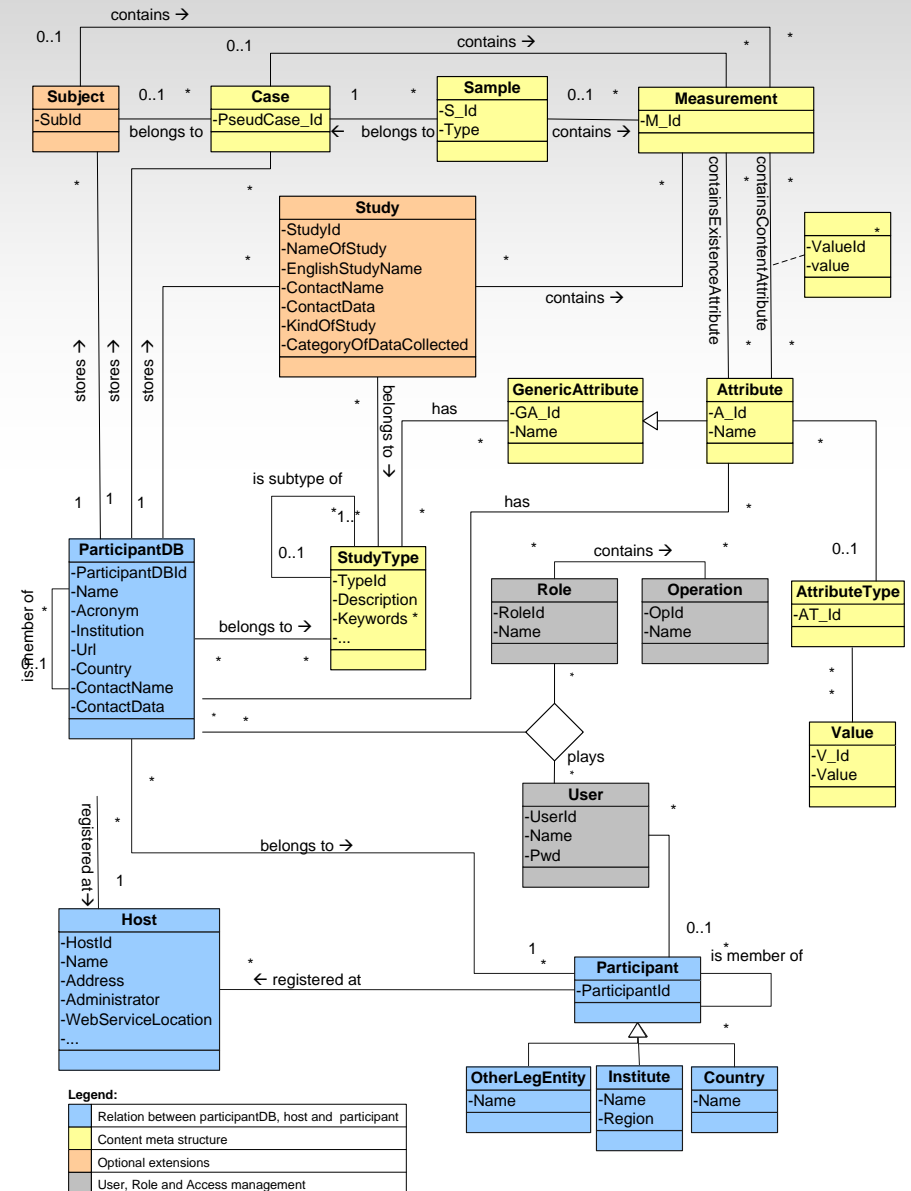 contains →
0..1
*
0..1
contains →
*
Subject
-SubId
0..1
*
belongs to
Case
-PseudCase_Id
←
1
*
belongs to
Sample
-S_Id
-Type
0..1
*
contains →
Measurement
-M_Id
*
*
*
*
*
containsExistenceAttribute
containsContentAttribute
*
-ValueId
-value
Study
-StudyId
-NameOfStudy
-EnglishStudyName
-ContactName
-ContactData
-KindOfStudy
-CategoryOfDataCollected
*
*
contains →
stores →
stores →
stores →
*
belongs to →
*
*
GenericAttribute
-GA_Id
-Name
has
*
*
Attribute
-A_Id
-Name
*
*
is subtype of
*
1..*
0..1
has
StudyType
-TypeId
-Description
-Keywords *
-...
1
1
1
ParticipantDB
-ParticipantDBId
-Name
-Acronym
-Institution
-Url
-Country
-ContactName
-ContactData
is member of
*
0..1
belongs to →
*
*
*
*
*
contains →
*
Role
-RoleId
-Name
Operation
-OpId
-Name
0..1
AttributeType
-AT_Id
*
*
Value
-V_Id
-Value
*
plays
*
User
-UserId
-Name
-Pwd
*
*
*
registered at →
1
belongs to →
Host
-HostId
-Name
-Address
-Administrator
-WebServiceLocation
-...
*
← registered at
1
*
0..1
*
is member of
Participant
-ParticipantId
*
OtherLegEntity
-Name
Institute
-Name
-Region
Country
-Name
Legend:
Relation between participantDB, host and participant
Content meta structure
Optional extensions
User, Role and Access management